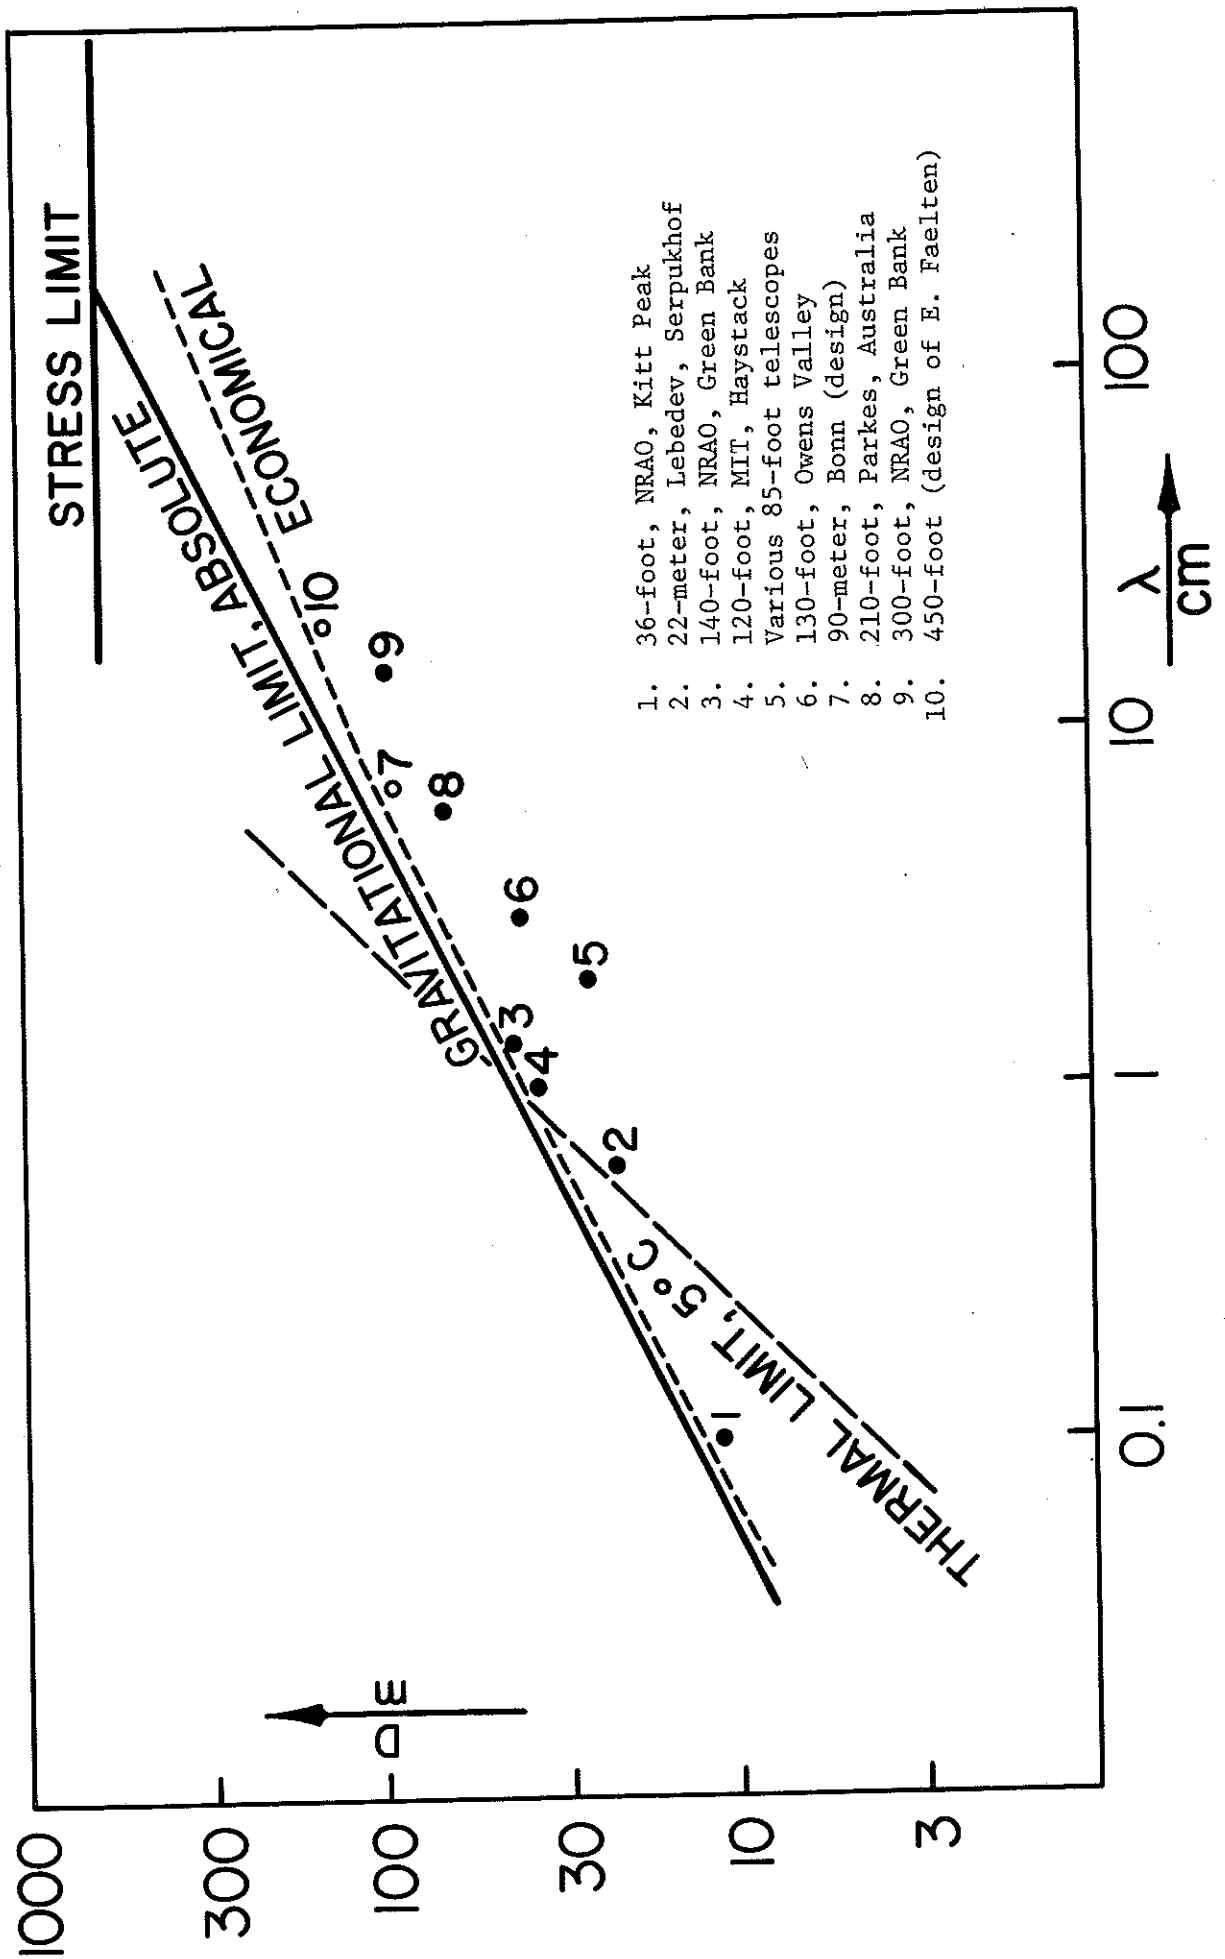 STRESS LIMIT
GRAVITATIONAL LIMIT, ABSOLUTE
ECONOMICAL
THERMAL LIMIT, 5°C
1
2
3
4
5
6
7
8
9
10
1. 36-foot, NRAO, Kitt Peak
2. 22-meter, Lebedev, Serpukhof
3. 140-foot, NRAO, Green Bank
4. 120-foot, MIT, Haystack
5. Various 85-foot telescopes
6. 130-foot, Owens Valley
7. 90-meter, Bonn (design)
8. 210-foot, Parkes, Australia
9. 300-foot, NRAO, Green Bank
10. 450-foot (design of E. Faelten)
D
m
1000
300
100
30
10
3
0.1
1
10
100
λ
cm